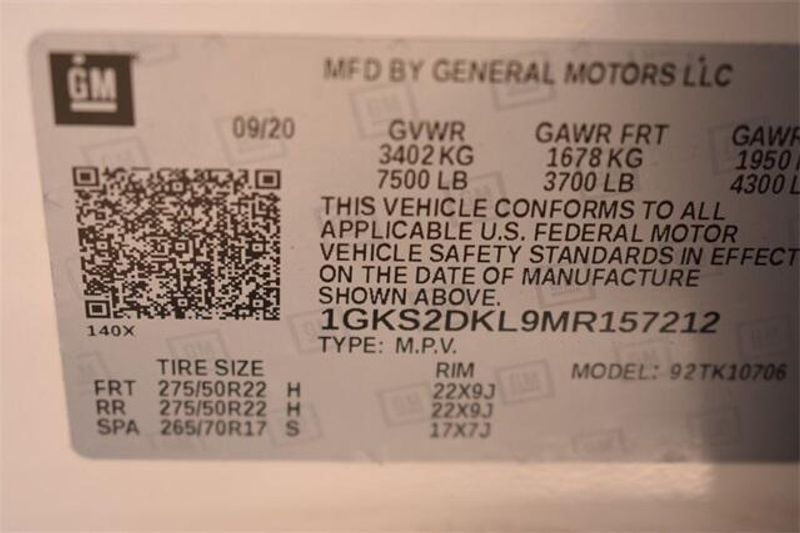 GM
MFD BY GENERAL MOTORS LLC
09/20
GVWR GAWR FRT GAWR
3402 KG 1678 KG 1950
7500 LB 3700 LB 4300 L
THIS VEHICLE CONFORMS TO ALL
APPLICABLE U.S. FEDERAL MOTOR
VEHICLE SAFETY STANDARDS IN EFFECT
ON THE DATE OF MANUFACTURE
SHOWN ABOVE.
140X
1GKS2DKL9MR157212
TYPE: M.P.V.
TIRE SIZE RIM MODEL: 92TK10706
FRT 275/50R22 H 22X9J
RR 275/50R22 H 22X9J
SPA 265/70R17 S 17X7J